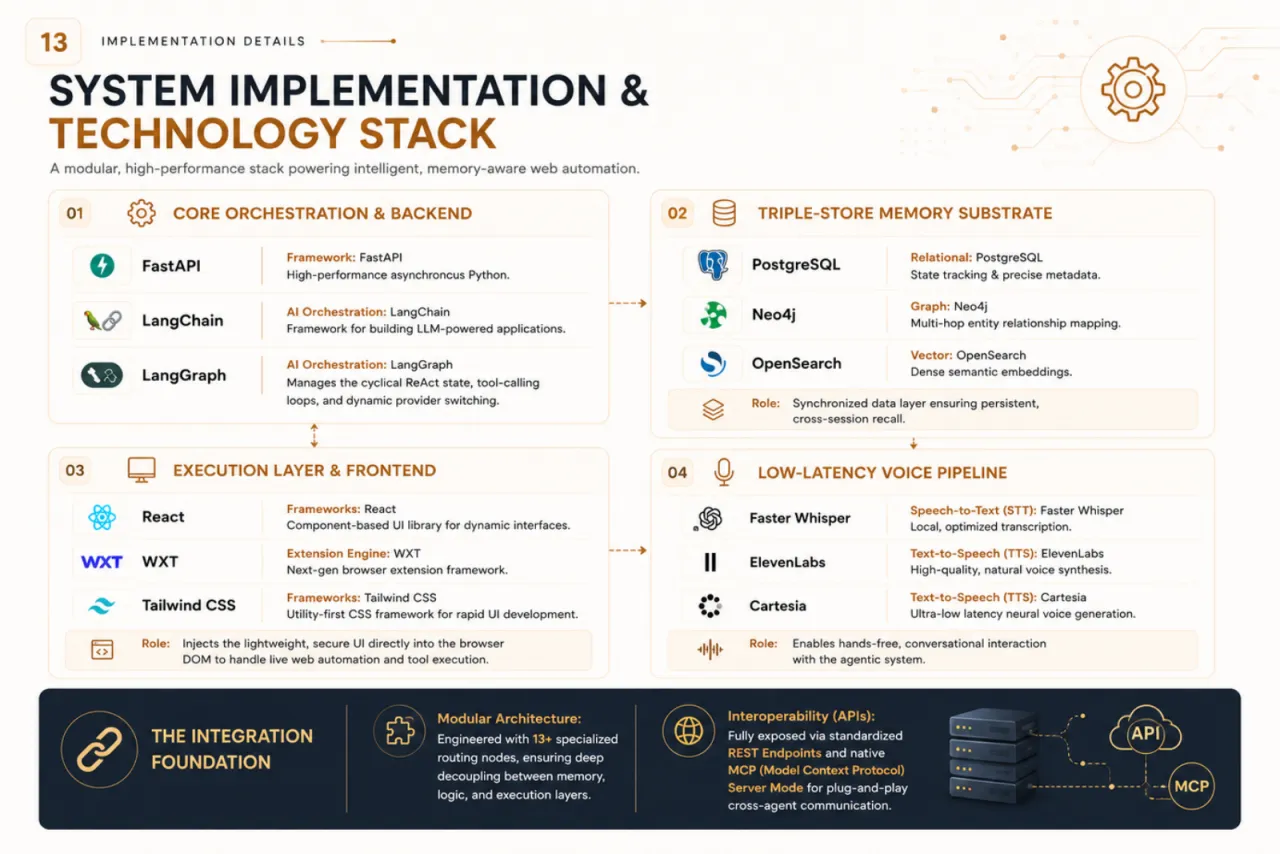 13
IMPLEMENTATION DETAILS
SYSTEM IMPLEMENTATION &
TECHNOLOGY STACK
A modular, high-performance stack powering intelligent, memory-aware web automation.
01
CORE ORCHESTRATION & BACKEND
FastAPI
Framework: FastAPI
High-performance asynchroncus Python.
LangChain
AI Orchestration: LangChain
Framework for building LLM-powered applications.
LangGraph
AI Orchestration: LangGraph
Manages the cyclical ReAct state, tool-calling
loops, and dynamic provider switching.
02
TRIPLE-STORE MEMORY SUBSTRATE
PostgreSQL
Relational: PostgreSQL
State tracking & precise metadata.
Neo4j
Graph: Neo4j
Multi-hop entity relationship mapping.
OpenSearch
Vector: OpenSearch
Dense semantic embeddings.
Role: Synchronized data layer ensuring persistent,
cross-session recall.
03
EXECUTION LAYER & FRONTEND
React
Frameworks: React
Component-based UI library for dynamic interfaces.
WXT
WXT
Extension Engine: WXT
Next-gen browser extension framework.
Tailwind CSS
Frameworks: Tailwind CSS
Utility-first CSS framework for rapid UI development.
Role: Injects the lightweight, secure UI directly into the browser
DOM to handle live web automation and tool execution.
04
LOW-LATENCY VOICE PIPELINE
Faster Whisper
Speech-to-Text (STT): Faster Whisper
Local, optimized transcription.
ElevenLabs
Text-to-Speech (TTS): ElevenLabs
High-quality, natural voice synthesis.
Cartesia
Text-to-Speech (TTS): Cartesia
Ultra-low latency neural voice generation.
Role: Enables hands-free, conversational interaction
with the agentic system.
THE INTEGRATION
FOUNDATION
Modular Architecture:
Engineered with 13+ specialized
routing nodes, ensuring deep
decoupling between memory,
logic, and execution layers.
Interoperability (APIs):
Fully exposed via standardized
REST Endpoints and native
MCP (Model Context Protocol)
Server Mode for plug-and-play
cross-agent communication.
API
MCP